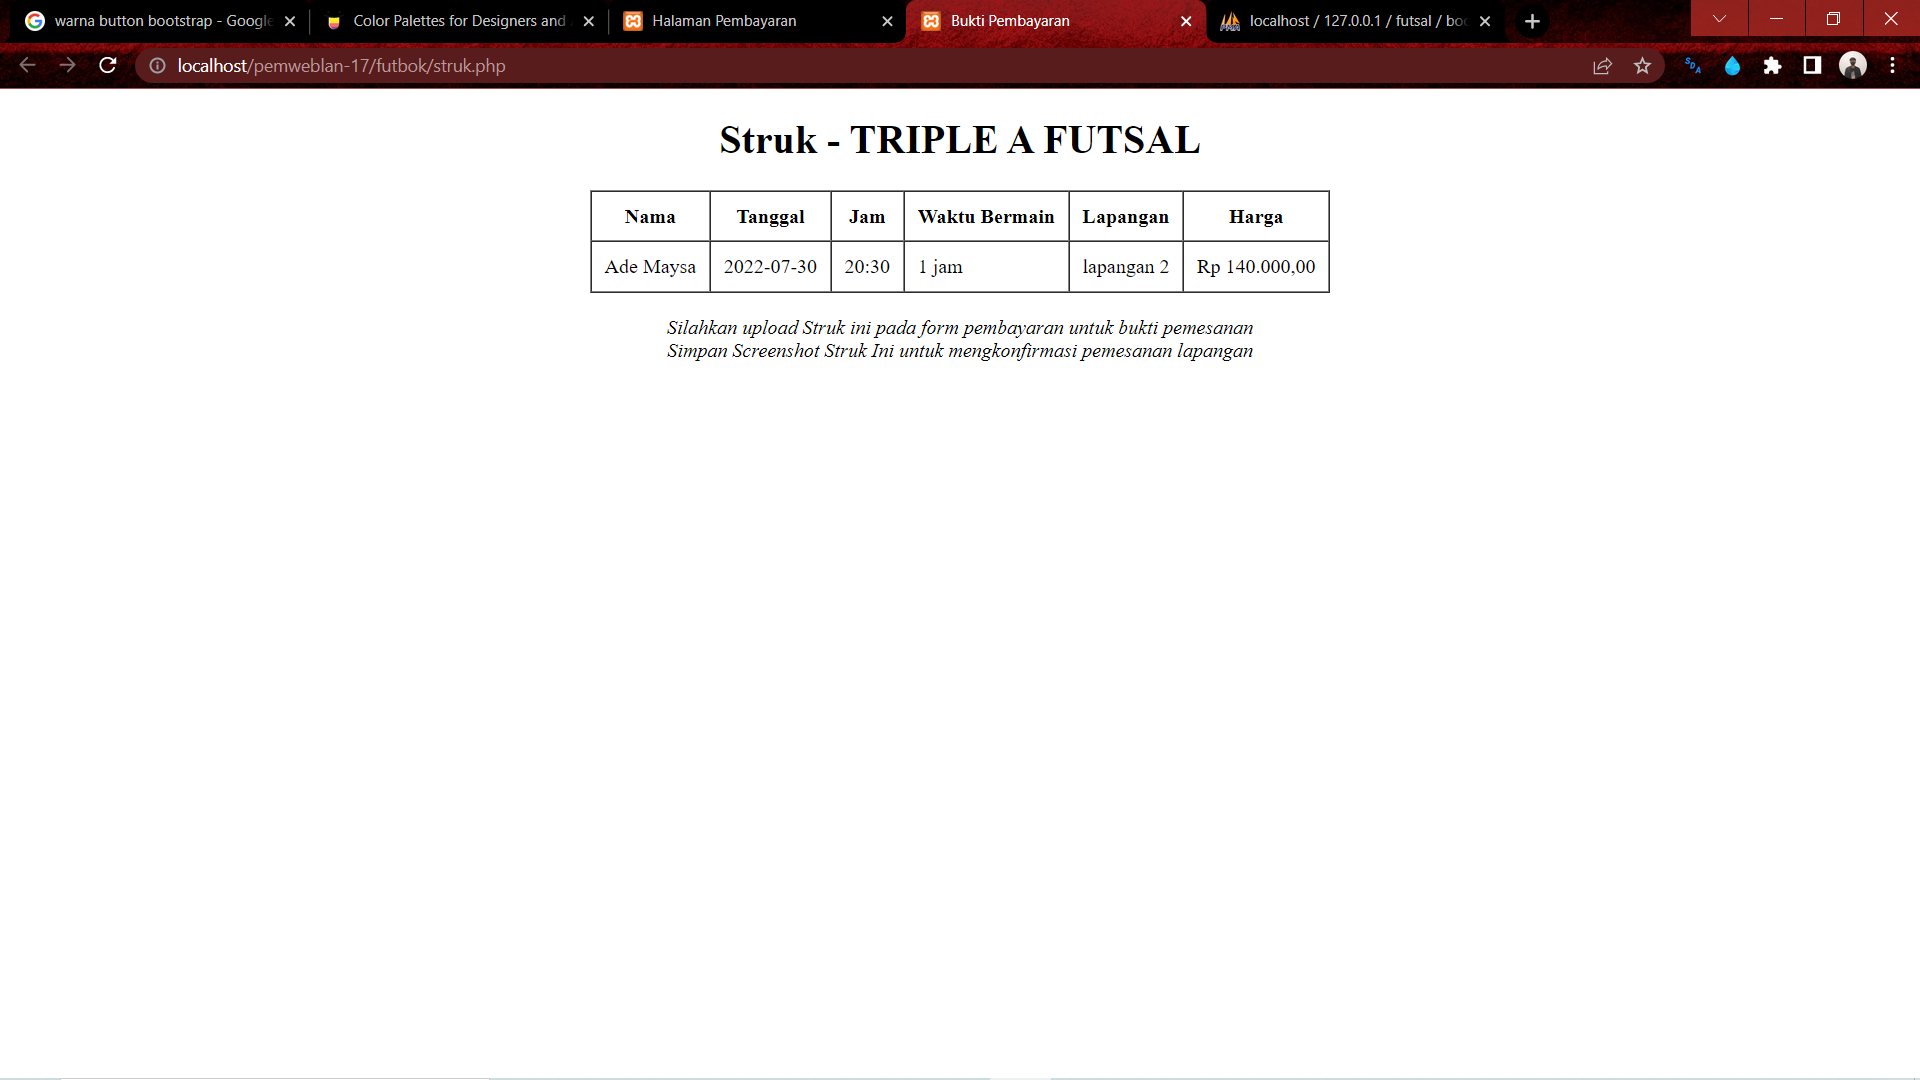 warna button bootstrap - Google
Color Palettes for Designers and
Halaman Pembayaran
Bukti Pembayaran
localhost / 127.0.0.1 / futsal / boo
localhost/pemweblan-17/futbok/struk.php
Struk - TRIPLE A FUTSAL
Nama Tanggal Jam Waktu Bermain Lapangan Harga
Ade Maysa 2022-07-30 20:30 1 jam lapangan 2 Rp 140.000,00
Silahkan upload Struk ini pada form pembayaran untuk bukti pemesanan
Simpan Screenshot Struk Ini untuk mengkonfirmasi pemesanan lapangan